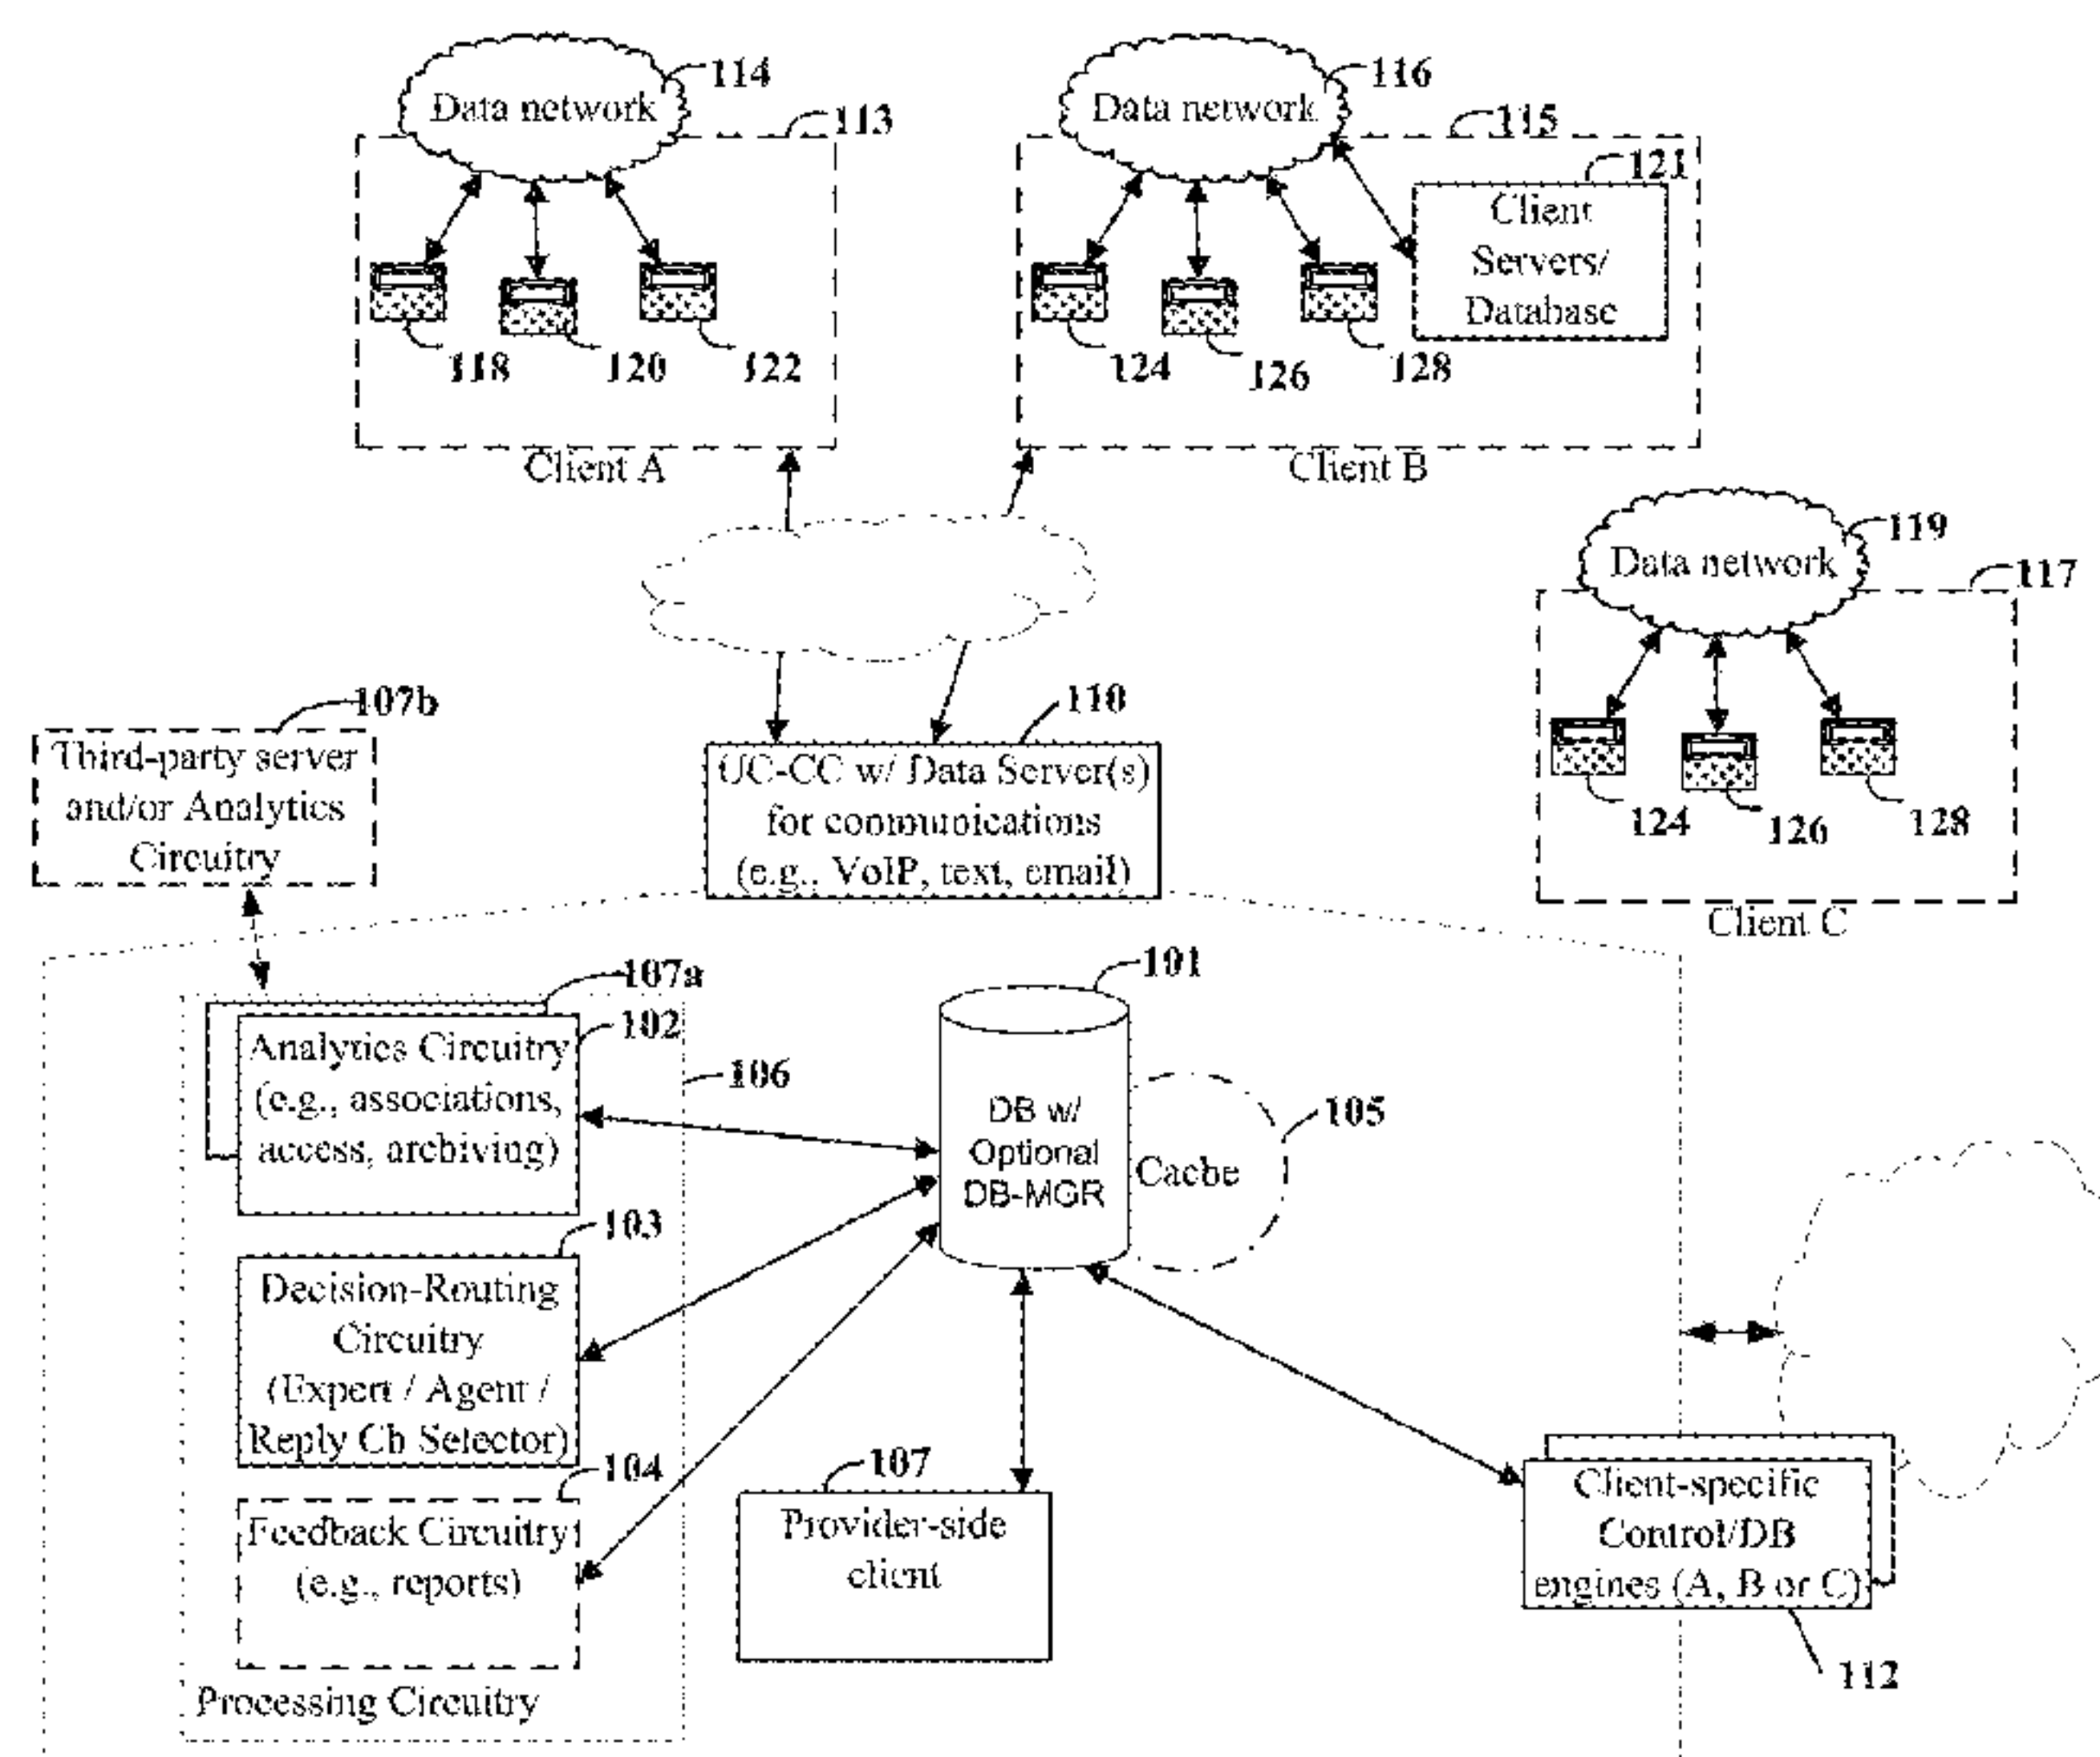 114
Data network
113
118
120
122
Client A
116
Data network
115
121
Client
Servers/
Database
124
126
128
Client B
119
Data network
117
124
126
128
Client C
107b
Third-party server
and/or Analytics
Circuitry
110
UC-CC w/ Data Server(s)
for communications
(e.g., VoIP, text, email)
107a
102
Analytics Circuitry
(e.g., associations,
access, archiving)
106
103
Decision-Routing
Circuitry
(Expert / Agent /
Reply Ch Selector)
104
Feedback Circuitry
(e.g., reports)
Processing Circuitry
101
DB w/
Optional
DB-MGR
105
Cache
107
Provider-side
client
Client-specific
Control/DB
engines (A, B or C)
112